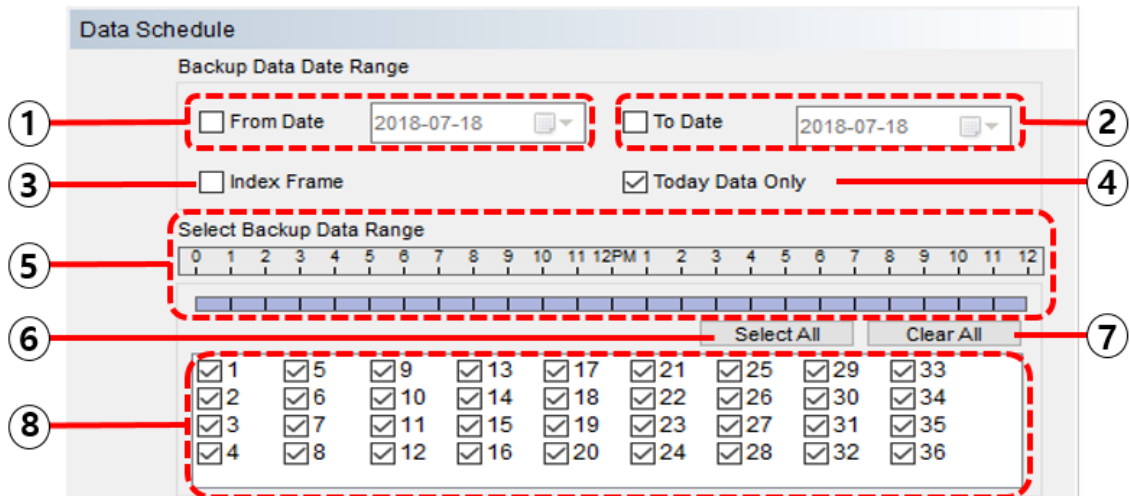 Data Schedule
Backup Data Date Range
1 From Date 2018-07-18 To Date 2018-07-18 2
3 Index Frame Today Data Only 4
Select Backup Data Range
5 0 1 2 3 4 5 6 7 8 9 10 11 12PM 1 2 3 4 5 6 7 8 9 10 11 12
6 Select All Clear All 7
1 5 9 13 17 21 25 29 33
2 6 10 14 18 22 26 30 34
8 3 7 11 15 19 23 27 31 35
4 8 12 16 20 24 28 32 36